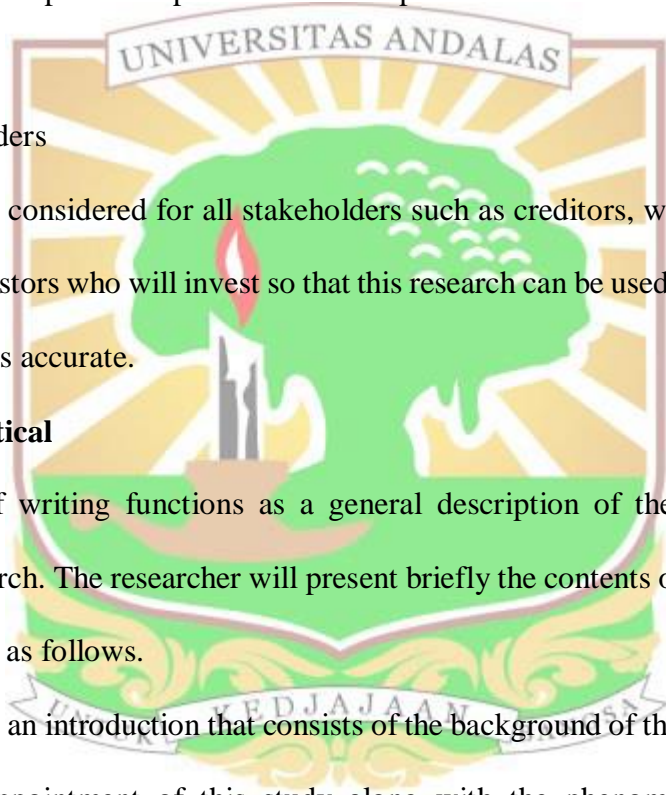 UNIVERSITAS ANDALAS
ders
considered for all stakeholders such as creditors, w
stors who will invest so that this research can be used
s accurate.
tical
f writing functions as a general description of the
rch. The researcher will present briefly the contents o
as follows.
an introduction that consists of the background of th
UNTUK KEDJAJAAN BANGSA